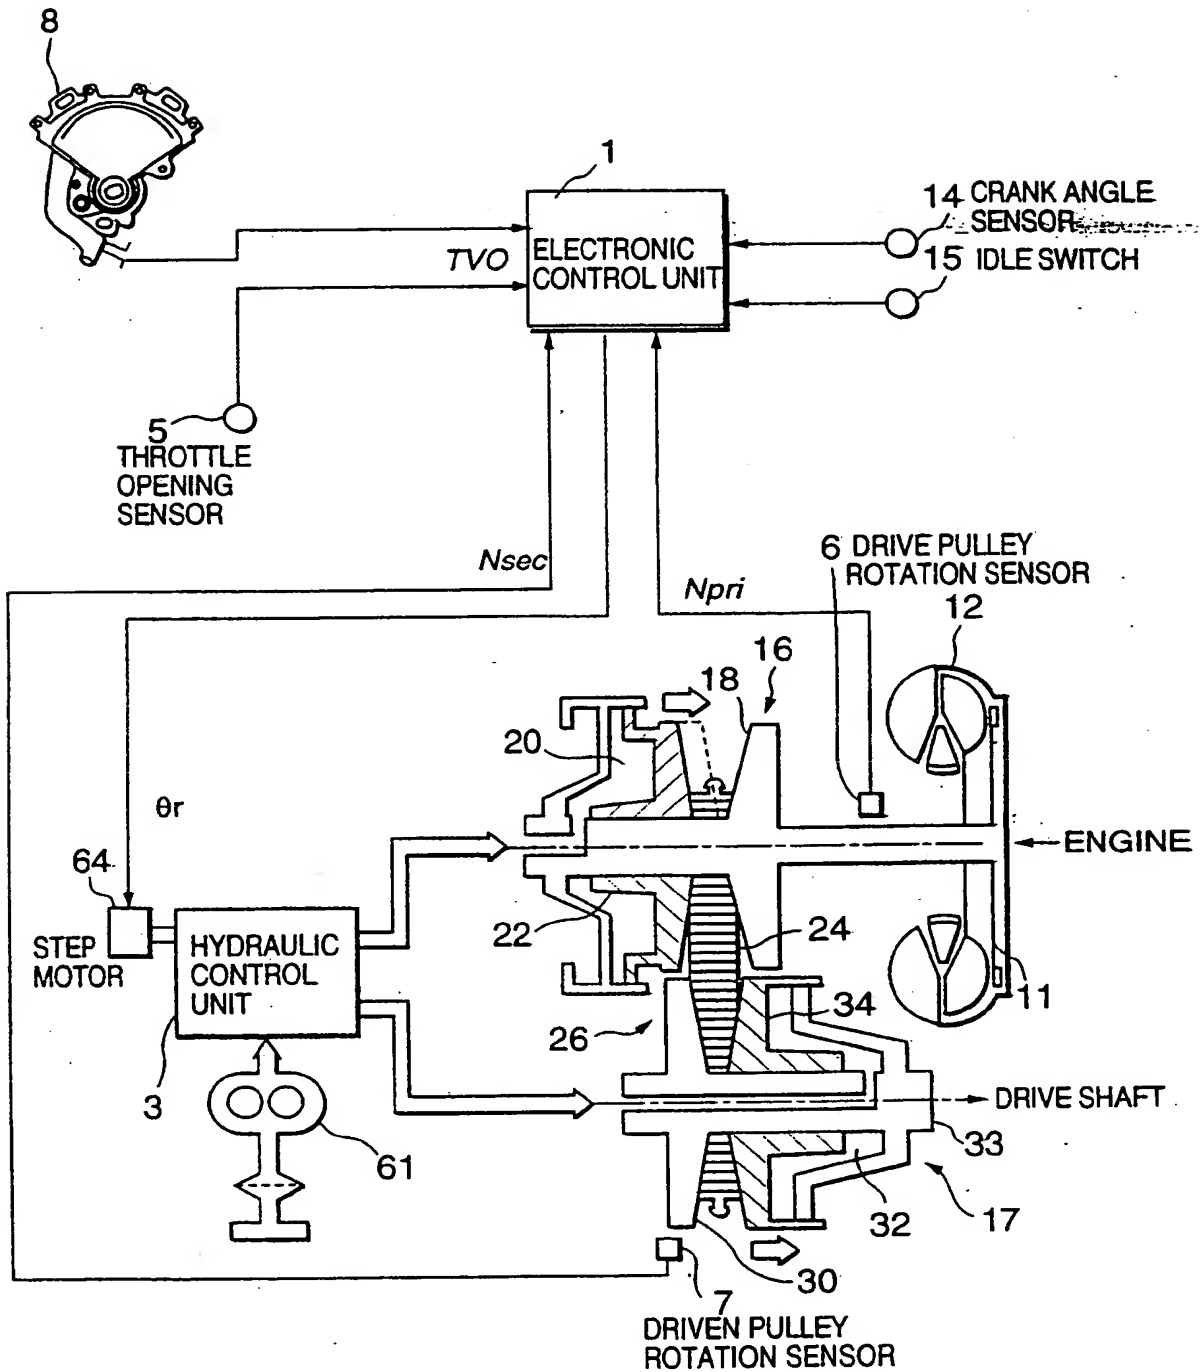 8
1
14 CRANK ANGLE
SENSOR
15 IDLE SWITCH
TVO
ELECTRONIC
CONTROL UNIT
5
THROTTLE
OPENING
SENSOR
Nsec
Npri
6 DRIVE PULLEY
ROTATION SENSOR
12
16
18
20
θr
64
STEP
MOTOR
HYDRAULIC
CONTROL
UNIT
ENGINE
22
24
11
34
26
3
61
DRIVE SHAFT
33
32
17
30
7
DRIVEN PULLEY
ROTATION SENSOR